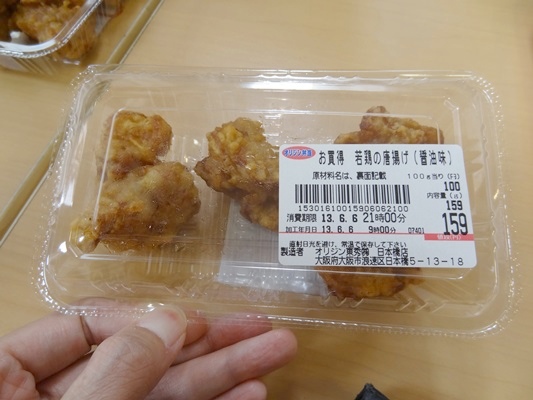 オリジン弁当 お買得 若鶏の唐揚げ(醤油味)
原材料名は、裏面記載 100g当り(円)
100
内容量(g)
159
1530161001590606210​0
消費期限 13.6.6 21時00分
159
加工年月日 13.6.6 9時00分 07401
直射日光を避け、常温で保存して下さい
製造者 オリジン東秀㈱ 日本橋店
大阪府大阪市浪速区日本橋5-13-18